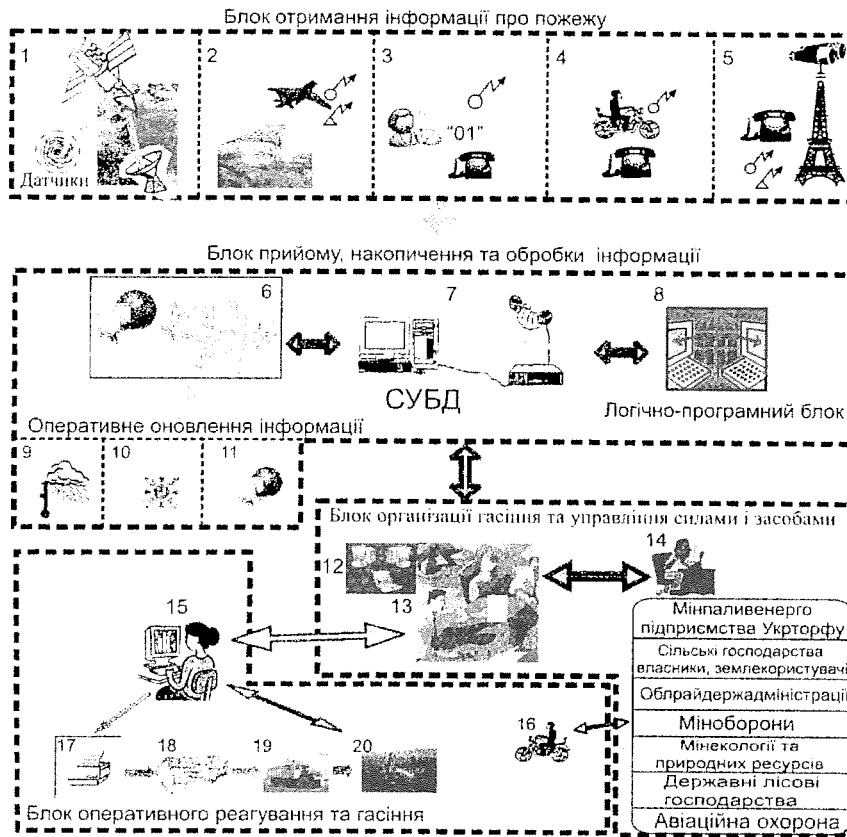 Блок отримання інформації про пожежу
1
2
3
4
5
"01"
Датчики
Блок прийому, накопичення та обробки інформації
6
7
8
СУБД
Логічно-програмний блок
Оперативне оновлення інформації
9
10
11
Блок організації гасіння та управління силами і засобами
12
13
14
Мінпаливенерго
підприємства Укрторфу
Сільські господарства
власники, землекористувачі
Облрайдержадміністрації
Міноборони
Мінекології та
природних ресурсів
Державні лісові
господарства
Авіаційна охорона
15
16
17
18
19
20
Блок оперативного реагування та гасіння